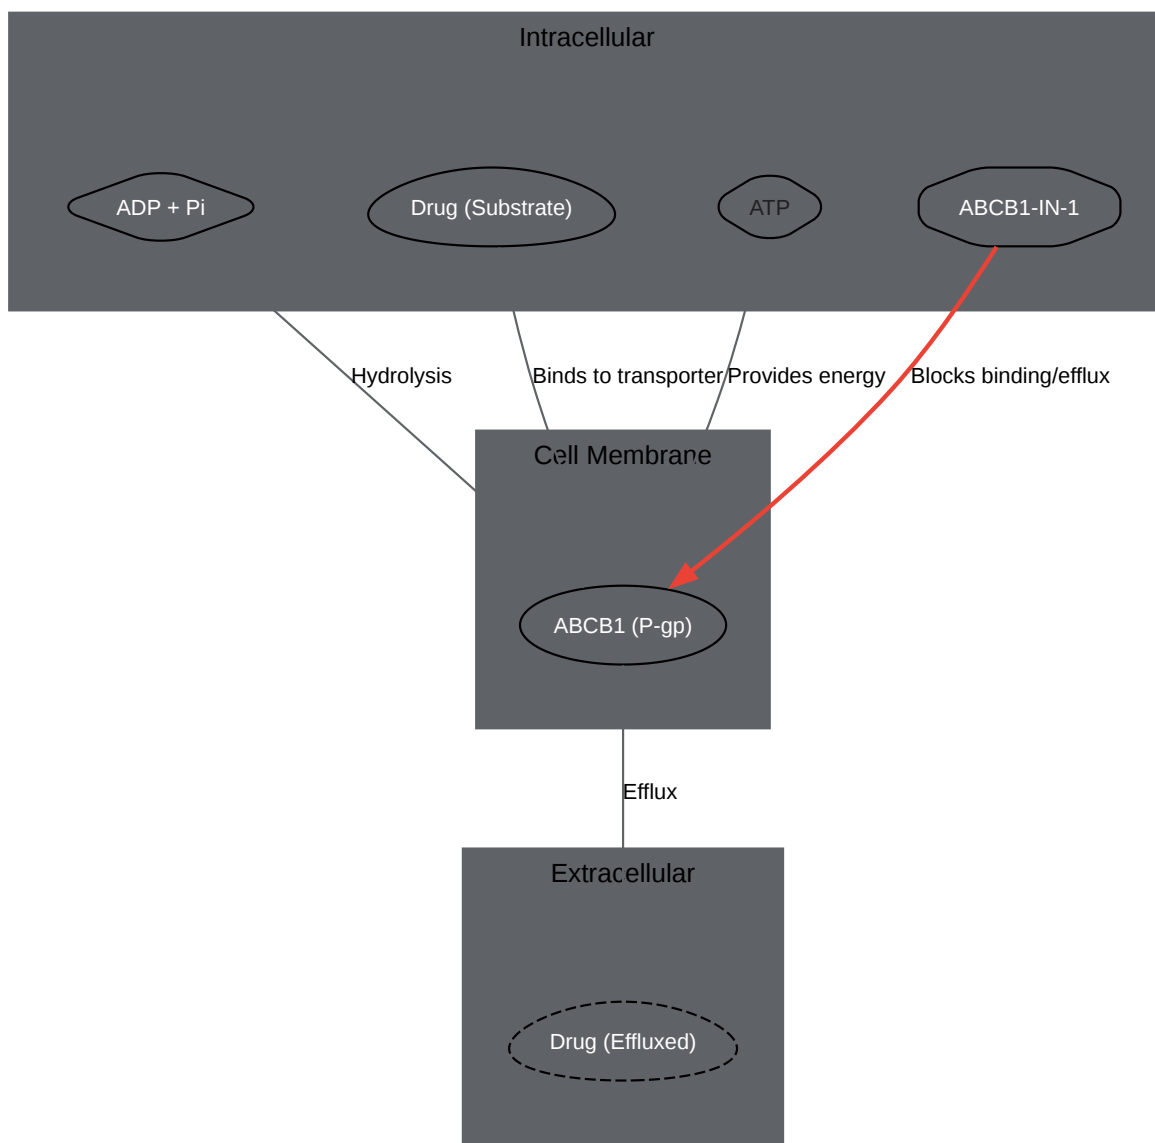 Intracellular
ADP + Pi
Drug (Substrate)
ATP
ABCB1-IN-1
Hydrolysis
Binds to transporter
Provides energy
Blocks binding/efflux
Cell Membrane
ABCB1 (P-gp)
Efflux
Extracellular
Drug (Effluxed)